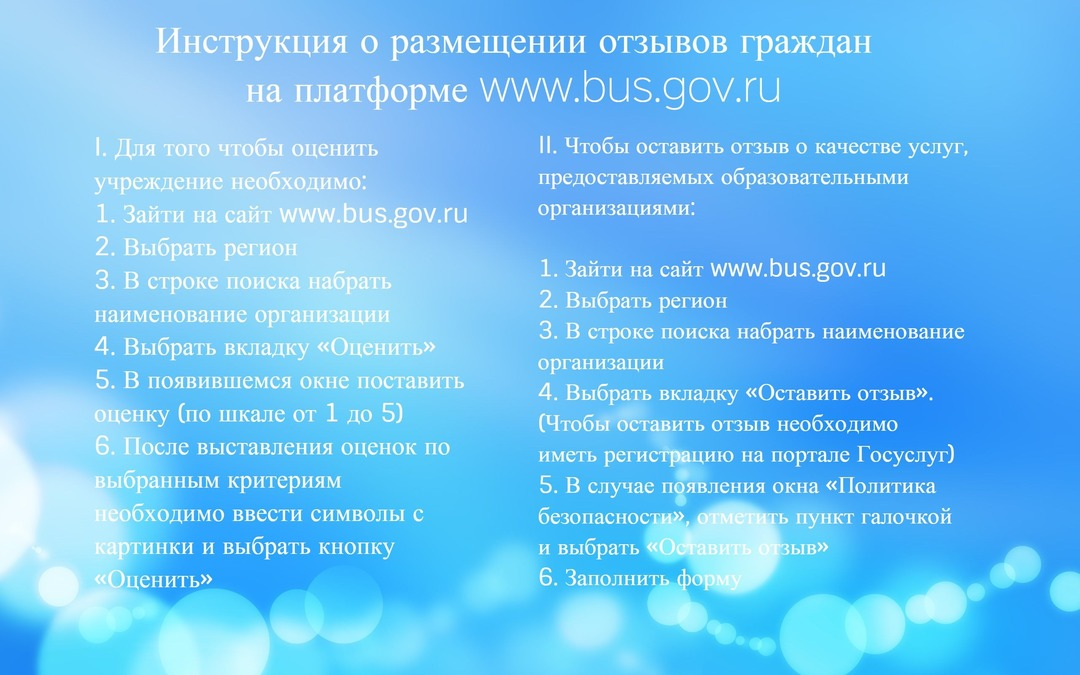 Инструкция о размещении отзывов граждан
на платформе www.bus.gov.ru
I. Для того чтобы оценить
учреждение необходимо:
1. Зайти на сайт www.bus.gov.ru
2. Выбрать регион
3. В строке поиска набрать
наименование организации
4. Выбрать вкладку «Оценить»
5. В появившемся окне поставить
оценку (по шкале от 1 до 5)
6. После выставления оценок по
выбранным критериям
необходимо ввести символы с
картинки и выбрать кнопку
«Оценить»
II. Чтобы оставить отзыв о качестве услуг,
предоставляемых образовательными
организациями:
1. Зайти на сайт www.bus.gov.ru
2. Выбрать регион
3. В строке поиска набрать наименование
организации
4. Выбрать вкладку «Оставить отзыв».
(Чтобы оставить отзыв необходимо
иметь регистрацию на портале Госуслуг)
5. В случае появления окна «Политика
безопасности», отметить пункт галочкой
и выбрать «Оставить отзыв»
6. Заполнить форму